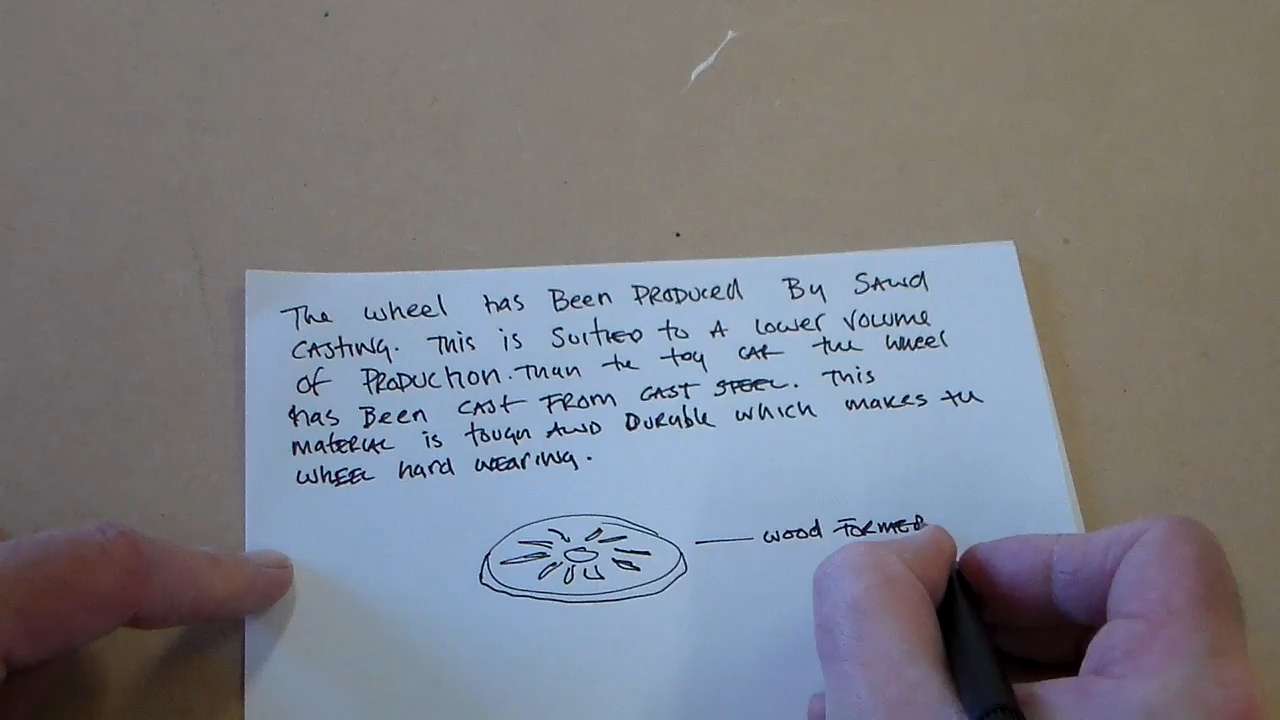 The wheel has Been PRODUCED By SAND
CASTING. This is SUITED to A lower volume
of PRODUCTION. Than the toy CAR the wheel
has Been CAST FROM CAST STEEL. This
MATERIAL is tough AND DURABLE which makes the
WHEEL hard WEARING.
wood FORMER